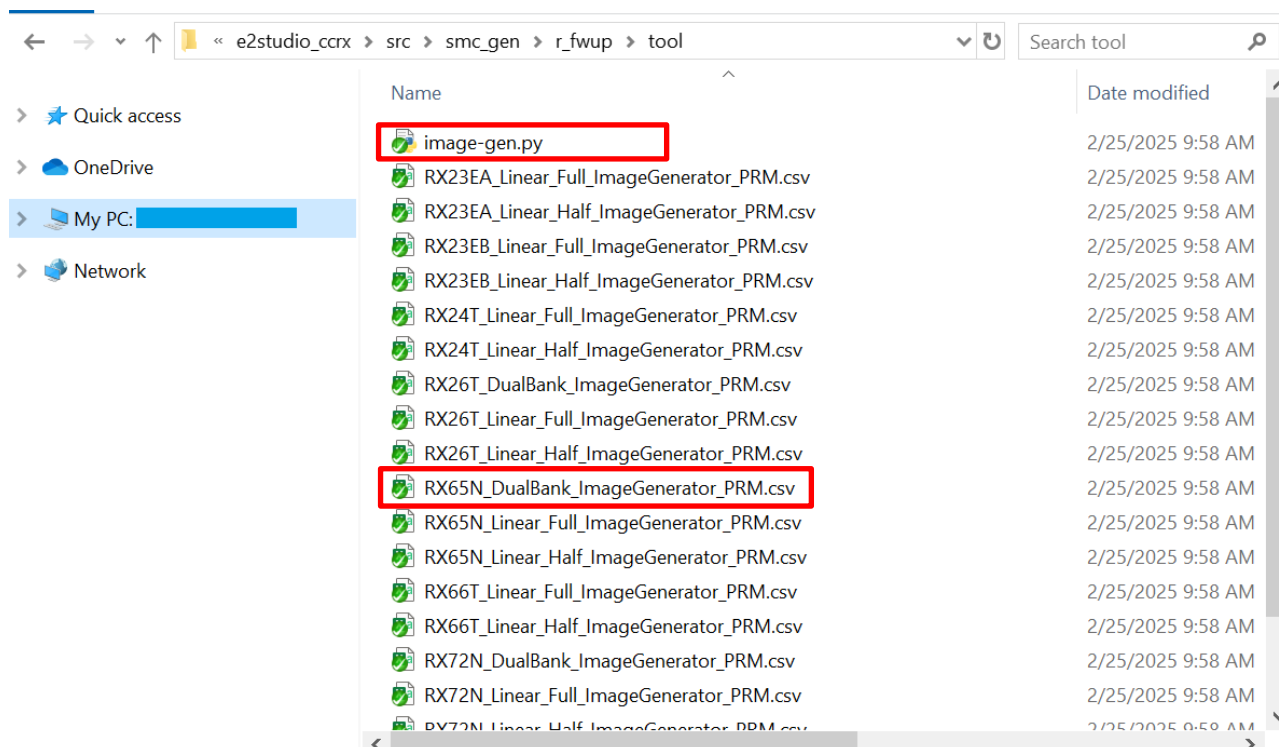 « e2studio_ccrx > src > smc_gen > r_fwup > tool
Search tool
Quick access
OneDrive
My PC:
Network
Name Date modified
image-gen.py 2/25/2025 9:58 AM
RX23EA_Linear_Full_ImageGenerator_PRM.csv 2/25/2025 9:58 AM
RX23EA_Linear_Half_ImageGenerator_PRM.csv 2/25/2025 9:58 AM
RX23EB_Linear_Full_ImageGenerator_PRM.csv 2/25/2025 9:58 AM
RX23EB_Linear_Half_ImageGenerator_PRM.csv 2/25/2025 9:58 AM
RX24T_Linear_Full_ImageGenerator_PRM.csv 2/25/2025 9:58 AM
RX24T_Linear_Half_ImageGenerator_PRM.csv 2/25/2025 9:58 AM
RX26T_DualBank_ImageGenerator_PRM.csv 2/25/2025 9:58 AM
RX26T_Linear_Full_ImageGenerator_PRM.csv 2/25/2025 9:58 AM
RX26T_Linear_Half_ImageGenerator_PRM.csv 2/25/2025 9:58 AM
RX65N_DualBank_ImageGenerator_PRM.csv 2/25/2025 9:58 AM
RX65N_Linear_Full_ImageGenerator_PRM.csv 2/25/2025 9:58 AM
RX65N_Linear_Half_ImageGenerator_PRM.csv 2/25/2025 9:58 AM
RX66T_Linear_Full_ImageGenerator_PRM.csv 2/25/2025 9:58 AM
RX66T_Linear_Half_ImageGenerator_PRM.csv 2/25/2025 9:58 AM
RX72N_DualBank_ImageGenerator_PRM.csv 2/25/2025 9:58 AM
RX72N_Linear_Full_ImageGenerator_PRM.csv 2/25/2025 9:58 AM
RX72N_Linear_Half_ImageGenerator_PRM.csv 2/25/2025 9:58 AM